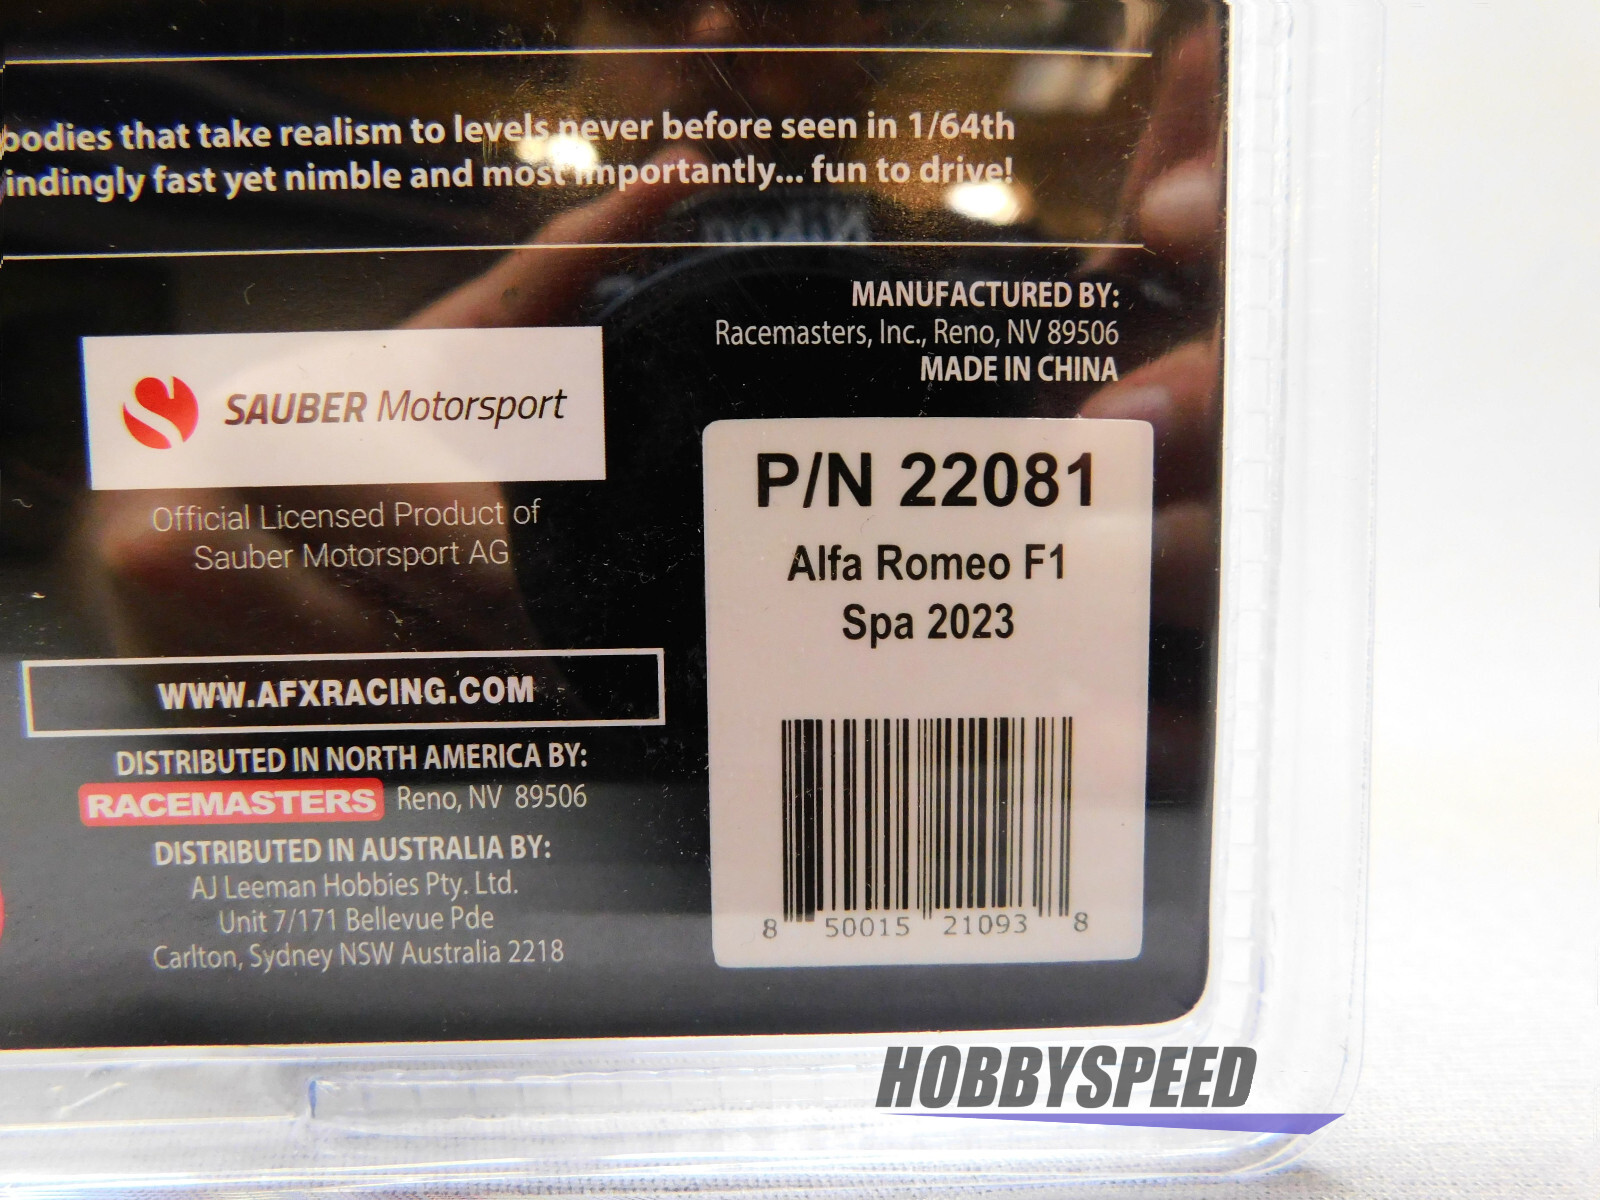 bodies that take realism to levels never before seen in 1/64th
indingly fast yet nimble and most importantly... fun to drive!
MANUFACTURED BY:
Racemasters, Inc., Reno, NV 89506
MADE IN CHINA
SAUBER Motorsport
Official Licensed Product of
Sauber Motorsport AG
P/N 22081
Alfa Romeo F1
Spa 2023
8 50015 21093 8
WWW.AFXRACING.COM
DISTRIBUTED IN NORTH AMERICA BY:
RACEMASTERS Reno, NV 89506
DISTRIBUTED IN AUSTRALIA BY:
AJ Leeman Hobbies Pty. Ltd.
Unit 7/171 Bellevue Pde
Carlton, Sydney NSW Australia 2218
HOBBYSPEED